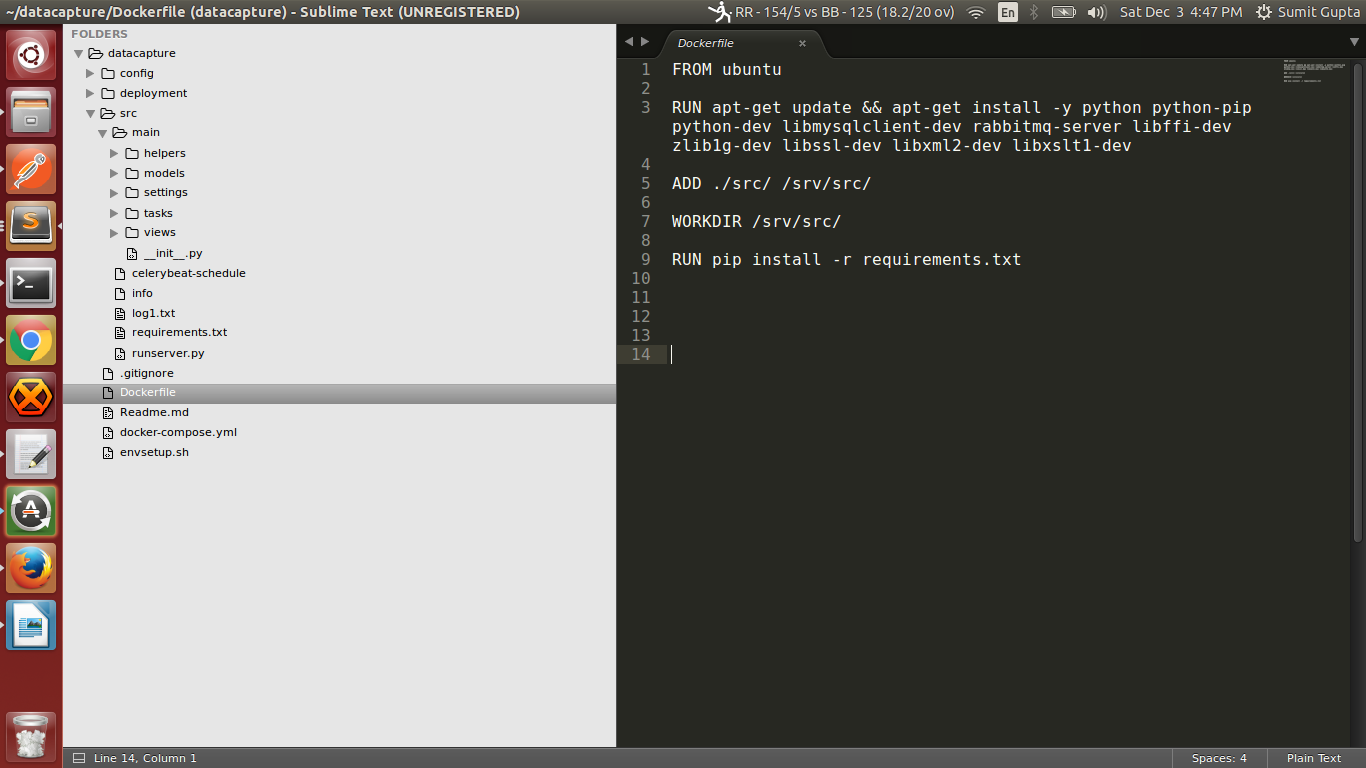 ~/datacapture/Dockerfile (datacapture) - Sublime Text (UNREGISTERED)
RR - 154/5 vs BB - 125 (18.2/20 ov)
En
Sat Dec 3 4:47 PM
Sumit Gupta
FOLDERS
datacapture
config
deployment
src
main
helpers
models
settings
tasks
views
__init__.py
celerybeat-schedule
info
log1.txt
requirements.txt
runserver.py
.gitignore
Dockerfile
Readme.md
docker-compose.yml
envsetup.sh
Dockerfile
1 FROM ubuntu
2
3 RUN apt-get update && apt-get install -y python python-pip
python-dev libmysqlclient-dev rabbitmq-server libffi-dev
zlib1g-dev libssl-dev libxml2-dev libxslt1-dev
4
5 ADD ./src/ /srv/src/
6
7 WORKDIR /srv/src/
8
9 RUN pip install -r requirements.txt
10
11
12
13
14
Line 14, Column 1
Spaces: 4
Plain Text